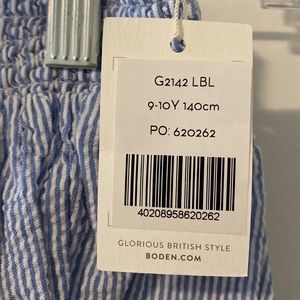 G2142 LBL
9-10Y 140cm
PO: 620262
40208958620262
GLORIOUS BRITISH STYLE
BODEN.COM